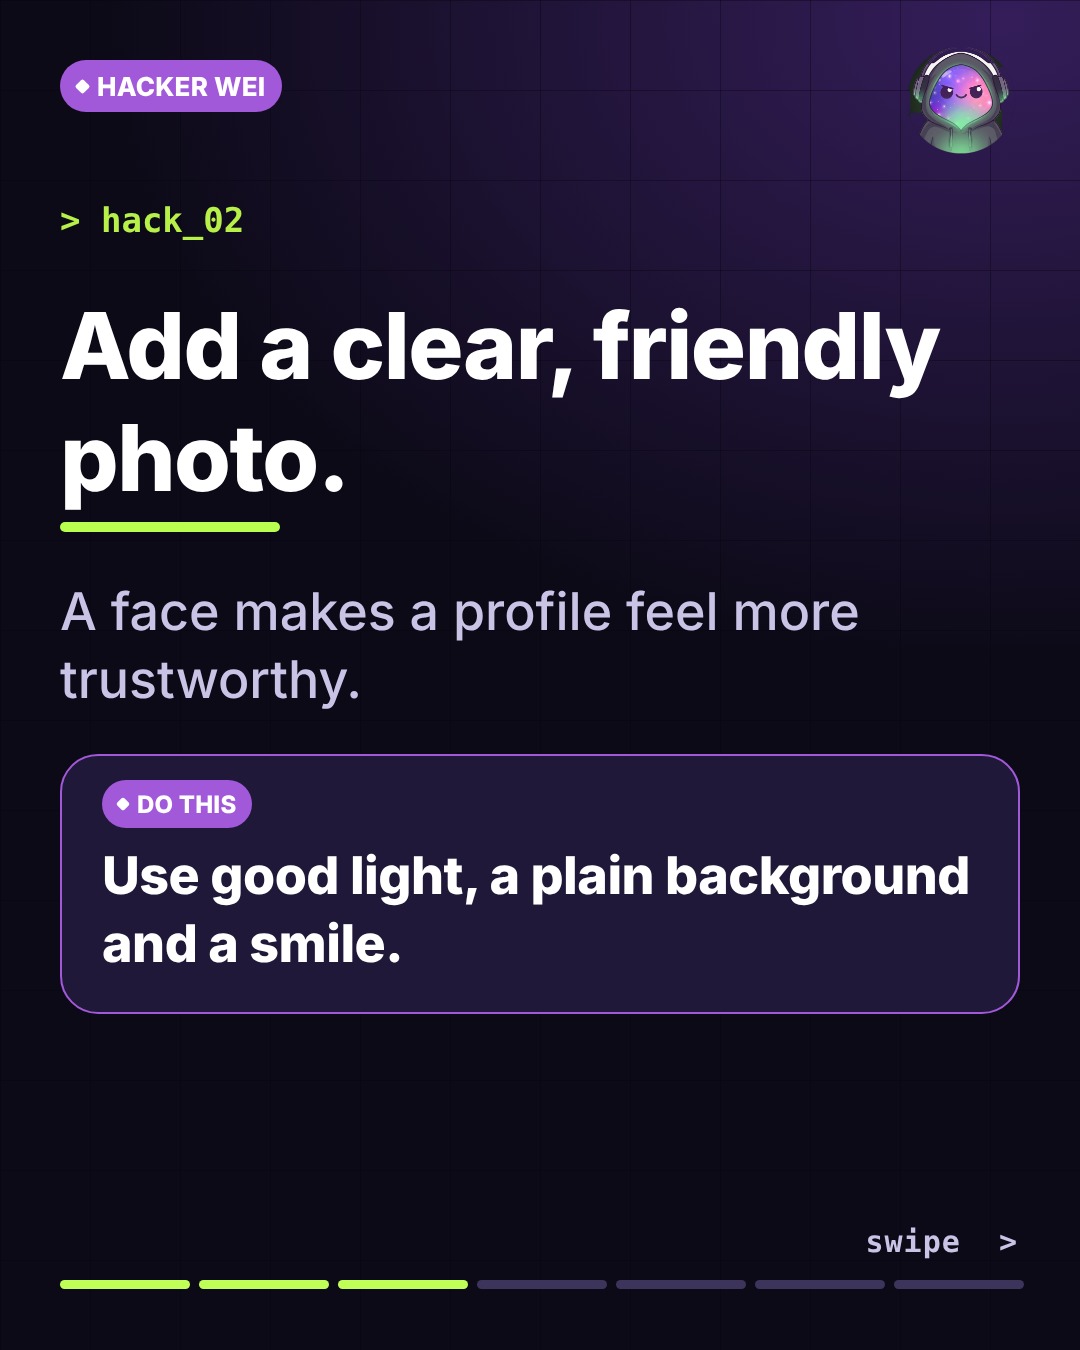 HACKER WEI
> hack_02
Add a clear, friendly
photo.
A face makes a profile feel more
trustworthy.
DO THIS
Use good light, a plain background
and a smile.
swipe >